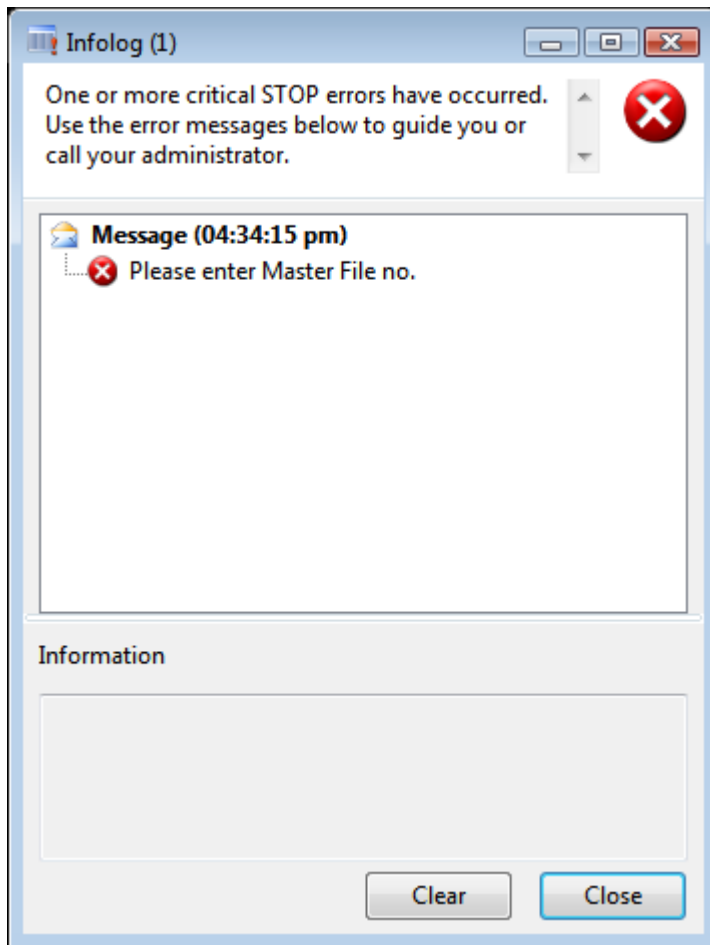 Infolog (1)
One or more critical STOP errors have occurred.
Use the error messages below to guide you or
call your administrator.
Message (04:34:15 pm)
Please enter Master File no.
Information
Clear
Close